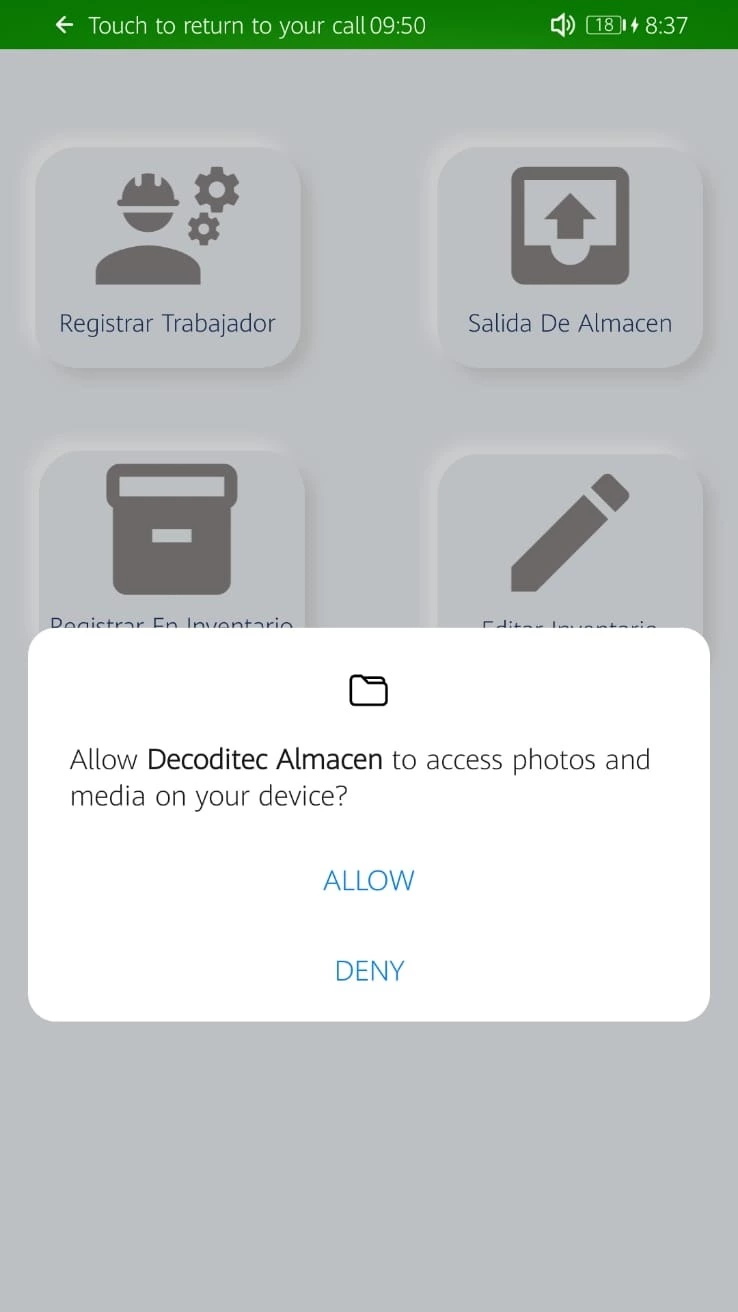 Touch to return to your call 09:50
18 8:37
Registrar Trabajador
Salida De Almacen
Registrar En Inventario
Editar Inventario
Allow Decoditec Almacen to access photos and
media on your device?
ALLOW
DENY